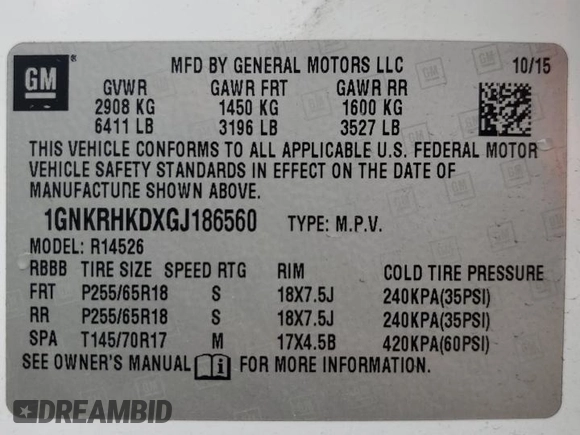 GM ® MFD BY GENERAL MOTORS LLC 10/15
GVWR GAWR FRT GAWR RR
2908 KG 1450 KG 1600 KG
6411 LB 3196 LB 3527 LB
THIS VEHICLE CONFORMS TO ALL APPLICABLE U.S. FEDERAL MOTOR
VEHICLE SAFETY STANDARDS IN EFFECT ON THE DATE OF
MANUFACTURE SHOWN ABOVE.
1GNKRHKDXGJ186560 TYPE: M.P.V.
MODEL: R14526
RBBB TIRE SIZE SPEED RTG RIM COLD TIRE PRESSURE
FRT P255/65R18 S 18X7.5J 240KPA(35PSI)
RR P255/65R18 S 18X7.5J 240KPA(35PSI)
SPA T145/70R17 M 17X4.5B 420KPA(60PSI)
SEE OWNER'S MANUAL FOR MORE INFORMATION.
DREAMBID